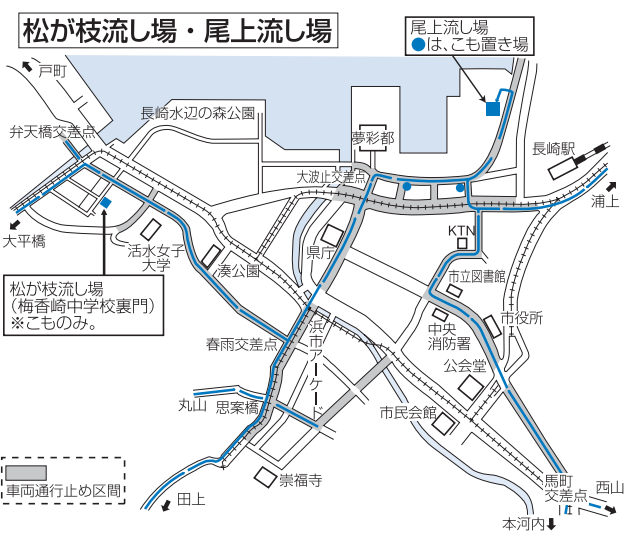 松が枝流し場・尾上流し場
尾上流し場
●は、こも置き場
戸町
長崎水辺の森公園
弁天橋交差点
夢彩都
大波止交差点
長崎駅
浦上
大平橋
活水女子
大学
湊公園
県庁
KTN
市立図書館
松が枝流し場
(梅香崎中学校裏門)
※こものみ。
中央
消防署
市役所
春雨交差点
浜市アーケード
公会堂
丸山
思案橋
市民会館
崇福寺
車両通行止め区間
田上
馬町
交差点
西山
本河内